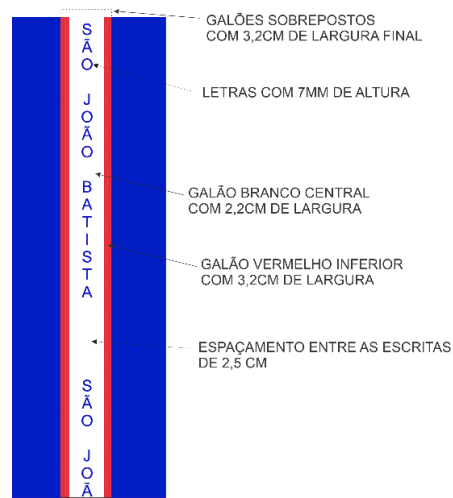 SÃO JOÃO BATISTA
SÃO JOÃ
GALÕES SOBREPOSTOS
COM 3,2CM DE LARGURA FINAL
LETRAS COM 7MM DE ALTURA
GALÃO BRANCO CENTRAL
COM 2,2CM DE LARGURA
GALÃO VERMELHO INFERIOR
COM 3,2CM DE LARGURA
ESPAÇAMENTO ENTRE AS ESCRITAS
DE 2,5 CM